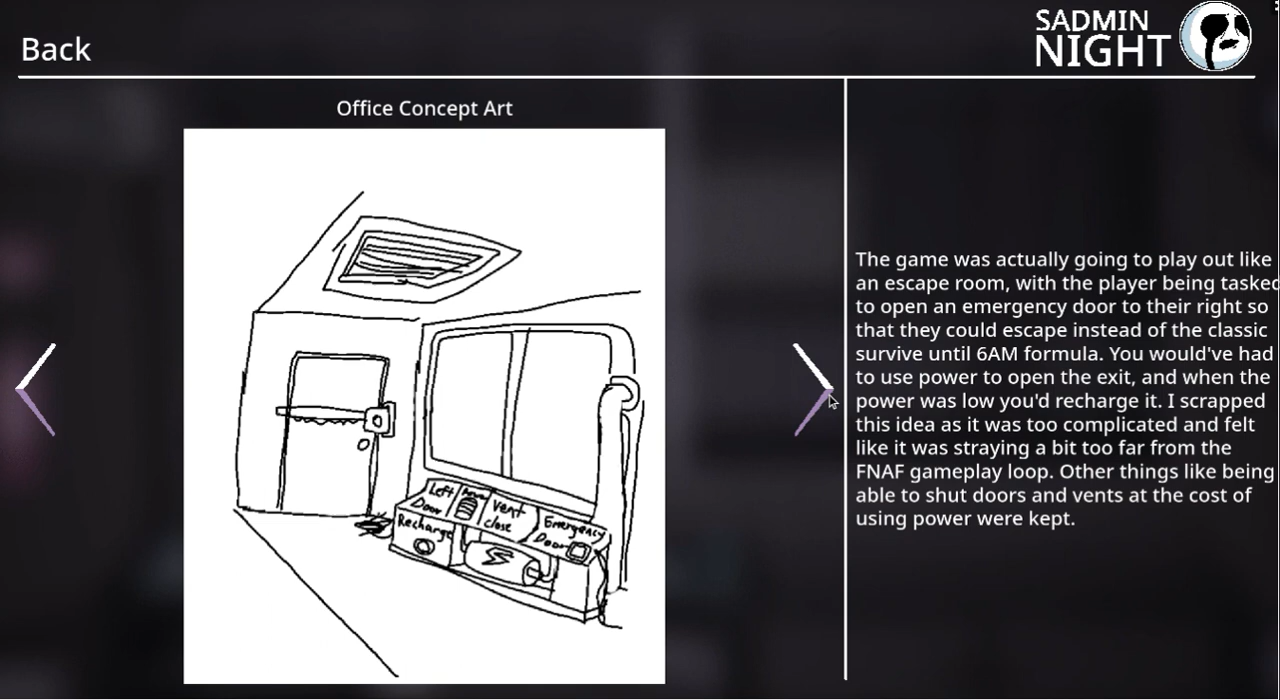 Back
SADMIN
NIGHT
Office Concept Art
Left
Door
Vent
close
Emergency
Door
Recharge
The game was actually going to play out like
an escape room, with the player being tasked
to open an emergency door to their right so
that they could escape instead of the classic
survive until 6AM formula. You would've had
to use power to open the exit, and when the
power was low you'd recharge it. I scrapped
this idea as it was too complicated and felt
like it was straying a bit too far from the
FNAF gameplay loop. Other things like being
able to shut doors and vents at the cost of
using power were kept.